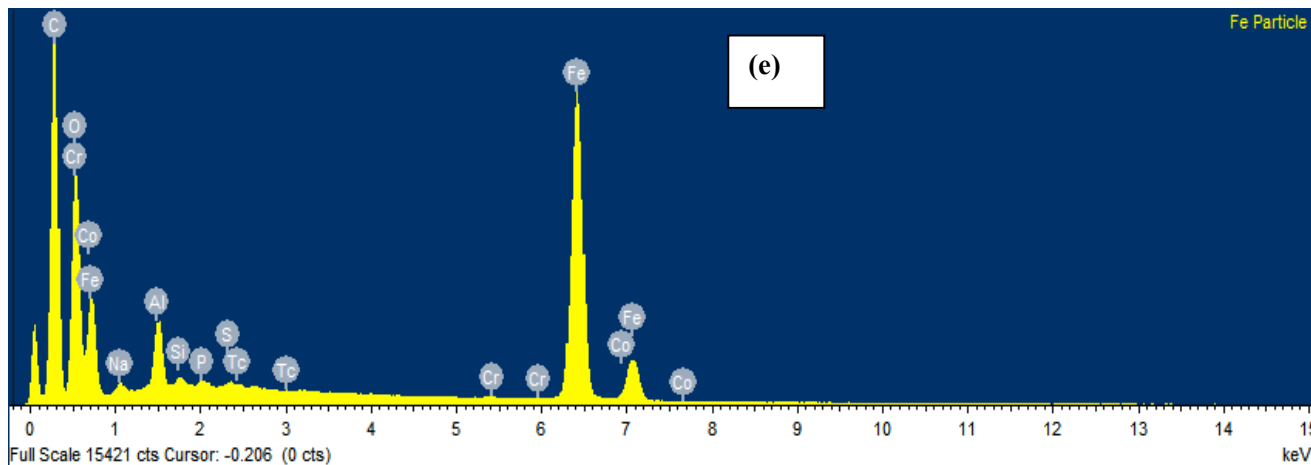 Fe Particle
(e)
C
Fe
O
Cr
Co
Fe
Al
Fe
S
Co
Si
Na
P
Tc
Tc
Cr
Cr
Co
0 1 2 3 4 5 6 7 8 9 10 11 12 13 14 15
Full Scale 15421 cts Cursor: -0.206 (0 cts)
keV